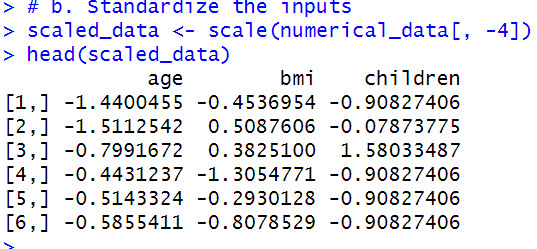 > # b. Standardize the inputs
> scaled_data <- scale(numerical_data[, -4])
> head(scaled_data)
            age        bmi    children
[1,] -1.4400455 -0.4536954 -0.90827406
[2,] -1.5112542  0.5087606 -0.07873775
[3,] -0.7991672  0.3825100  1.58033487
[4,] -0.4431237 -1.3054771 -0.90827406
[5,] -0.5143324 -0.2930128 -0.90827406
[6,] -0.5855411 -0.8078529 -0.90827406
>